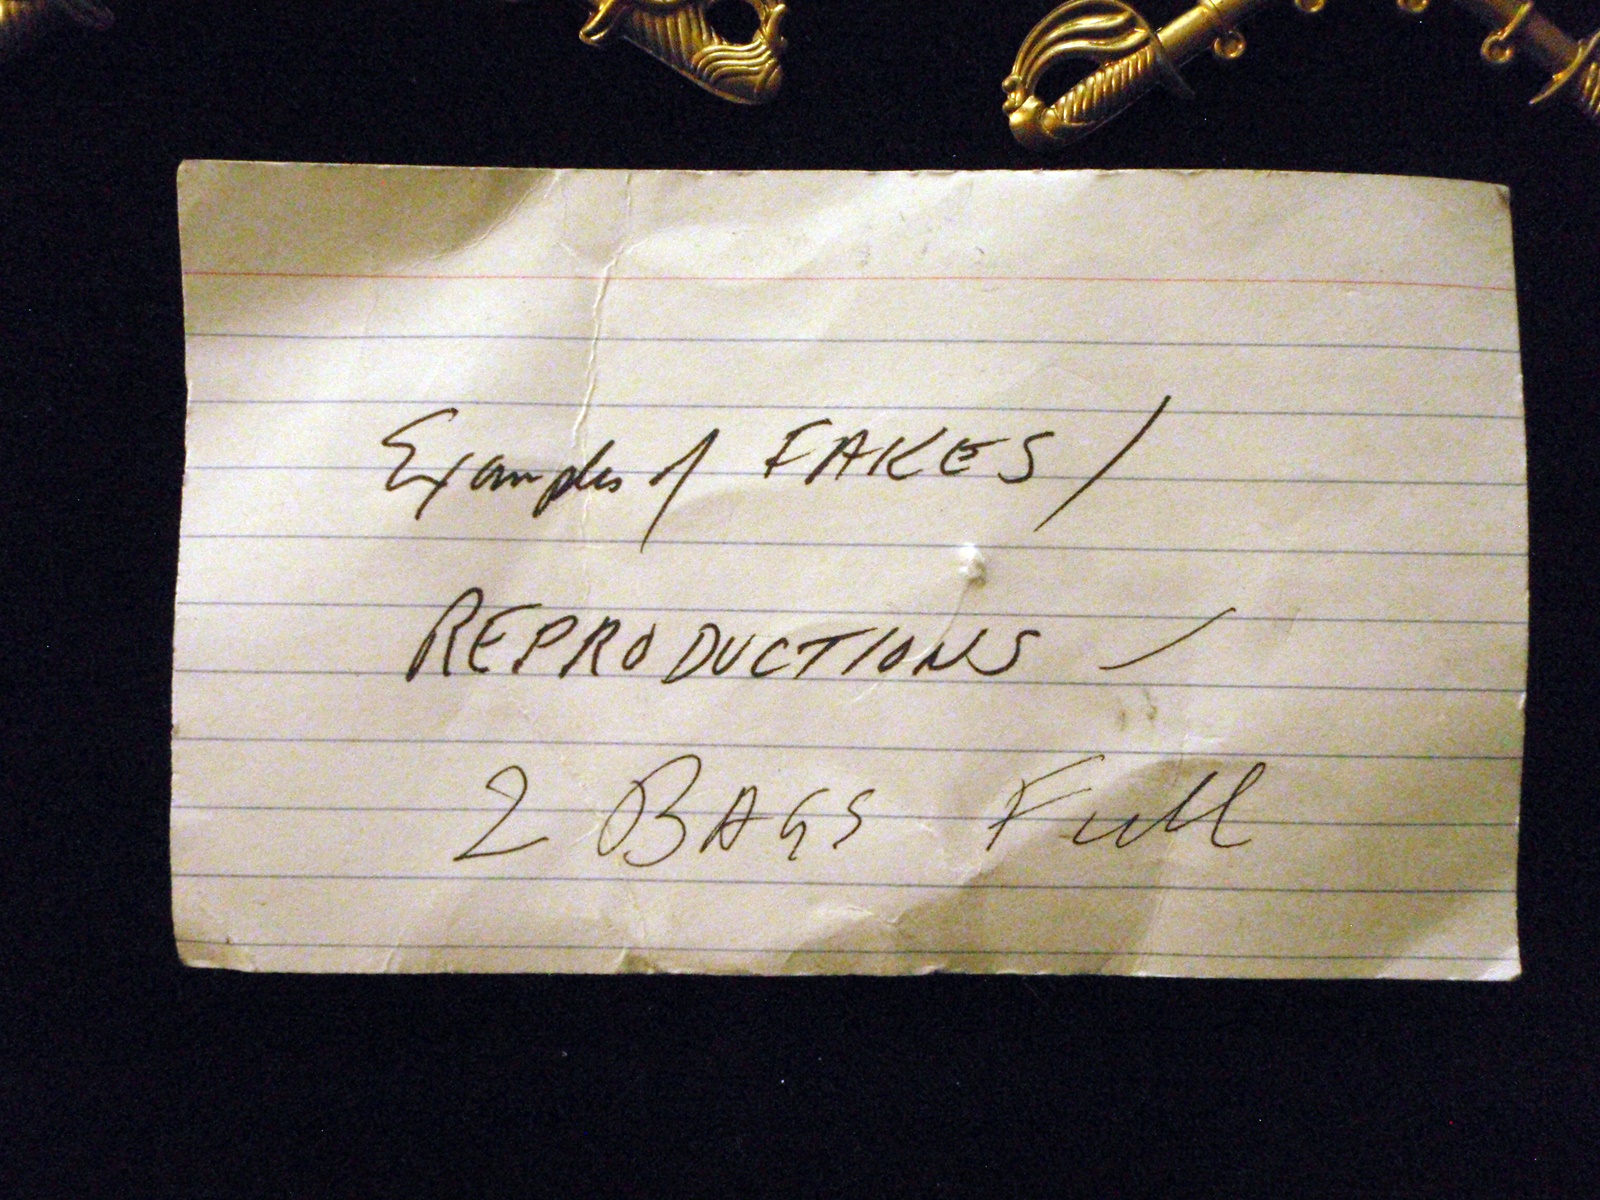 Examples of FAKES /
REPRODUCTIONS -
2 BAGS Full